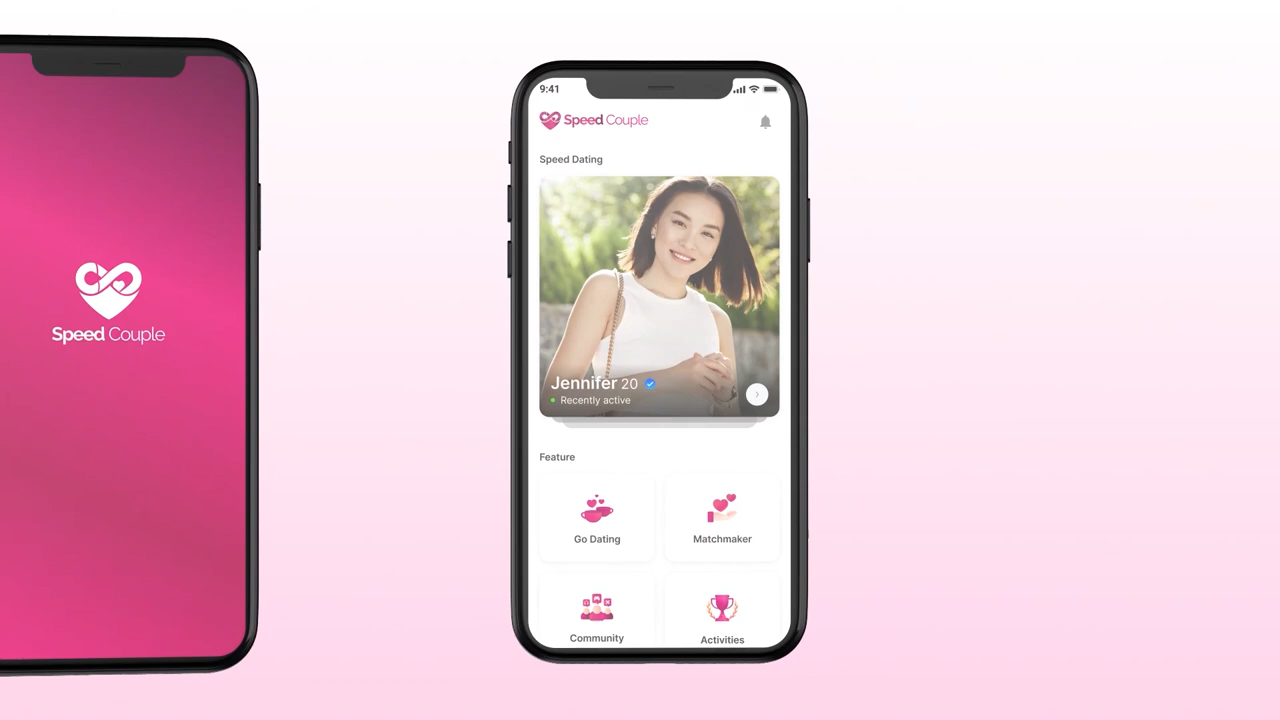 Speed Couple
9:41
Speed Couple
Speed Dating
Jennifer 20
Recently active
Feature
Go Dating
Matchmaker
Community
Activities